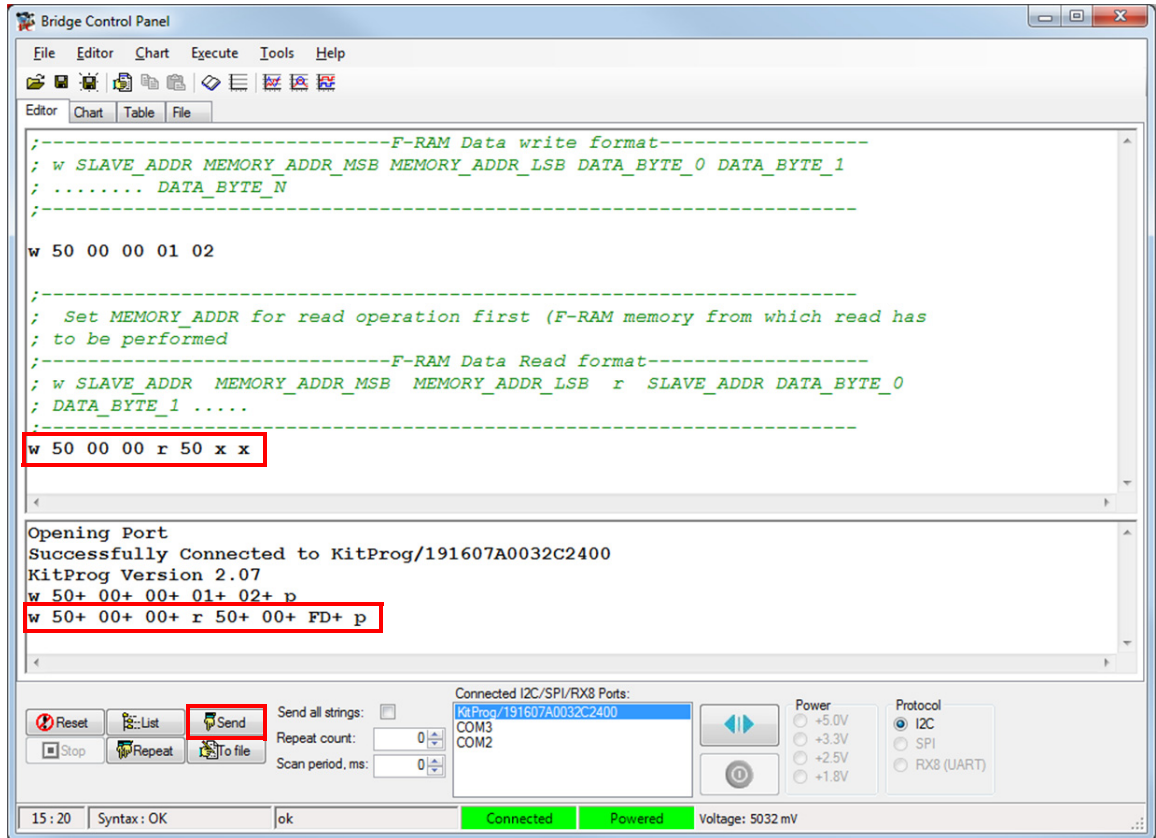 Bridge Control Panel
File Editor Chart Execute Tools Help
Editor Chart Table File
;------------------------------F-RAM Data write format------------------
; w SLAVE_ADDR MEMORY_ADDR_MSB MEMORY_ADDR_LSB DATA_BYTE_0 DATA_BYTE_1
; ........ DATA_BYTE_N
;----------------------------------------------------------------------
w 50 00 00 01 02
;----------------------------------------------------------------------
;  Set MEMORY_ADDR for read operation first (F-RAM memory from which read has
; to be performed
;------------------------------F-RAM Data Read format-------------------
; w SLAVE_ADDR  MEMORY_ADDR_MSB  MEMORY_ADDR_LSB  r  SLAVE_ADDR DATA_BYTE_0
; DATA_BYTE_1 .....
;----------------------------------------------------------------------
w 50 00 00 r 50 x x
Opening Port
Successfully Connected to KitProg/191607A0032C2400
KitProg Version 2.07
w 50+ 00+ 00+ 01+ 02+ p
w 50+ 00+ 00+ r 50+ 00+ FD+ p
Reset List Send
Stop Repeat To file
Send all strings:
Repeat count: 0
Scan period, ms: 0
Connected I2C/SPI/RX8 Ports:
KitProg/191607A0032C2400
COM3
COM2
Power
+5.0V
+3.3V
+2.5V
+1.8V
Protocol
I2C
SPI
RX8 (UART)
15 : 20 Syntax : OK ok Connected Powered Voltage: 5032 mV